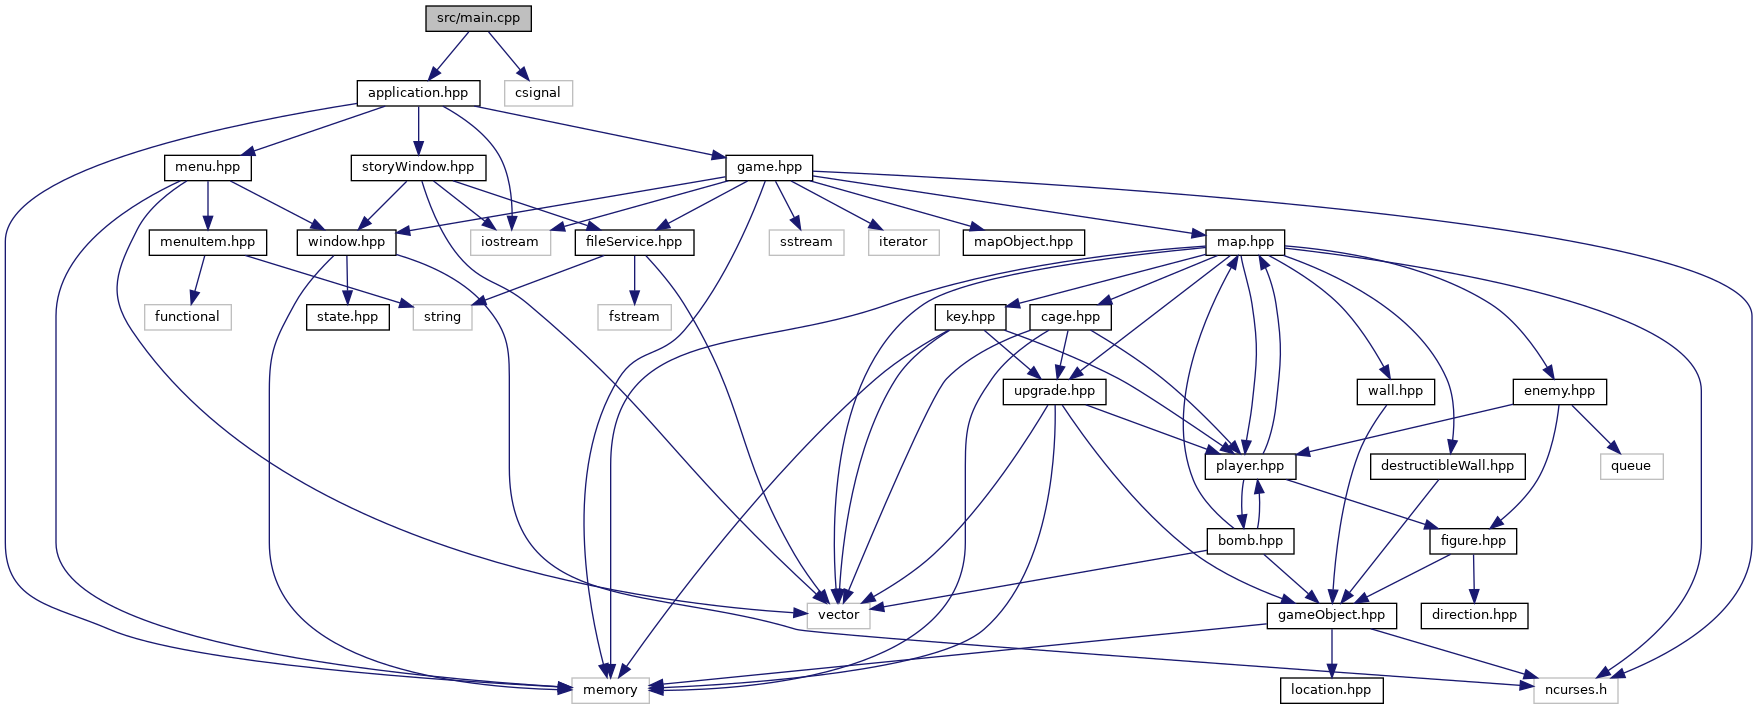 src/main.cpp
application.hpp
csignal
menu.hpp
storyWindow.hpp
game.hpp
menuItem.hpp
window.hpp
iostream
fileService.hpp
sstream
iterator
mapObject.hpp
map.hpp
functional
state.hpp
string
fstream
key.hpp
cage.hpp
upgrade.hpp
wall.hpp
enemy.hpp
player.hpp
destructibleWall.hpp
queue
bomb.hpp
figure.hpp
vector
gameObject.hpp
direction.hpp
memory
location.hpp
ncurses.h